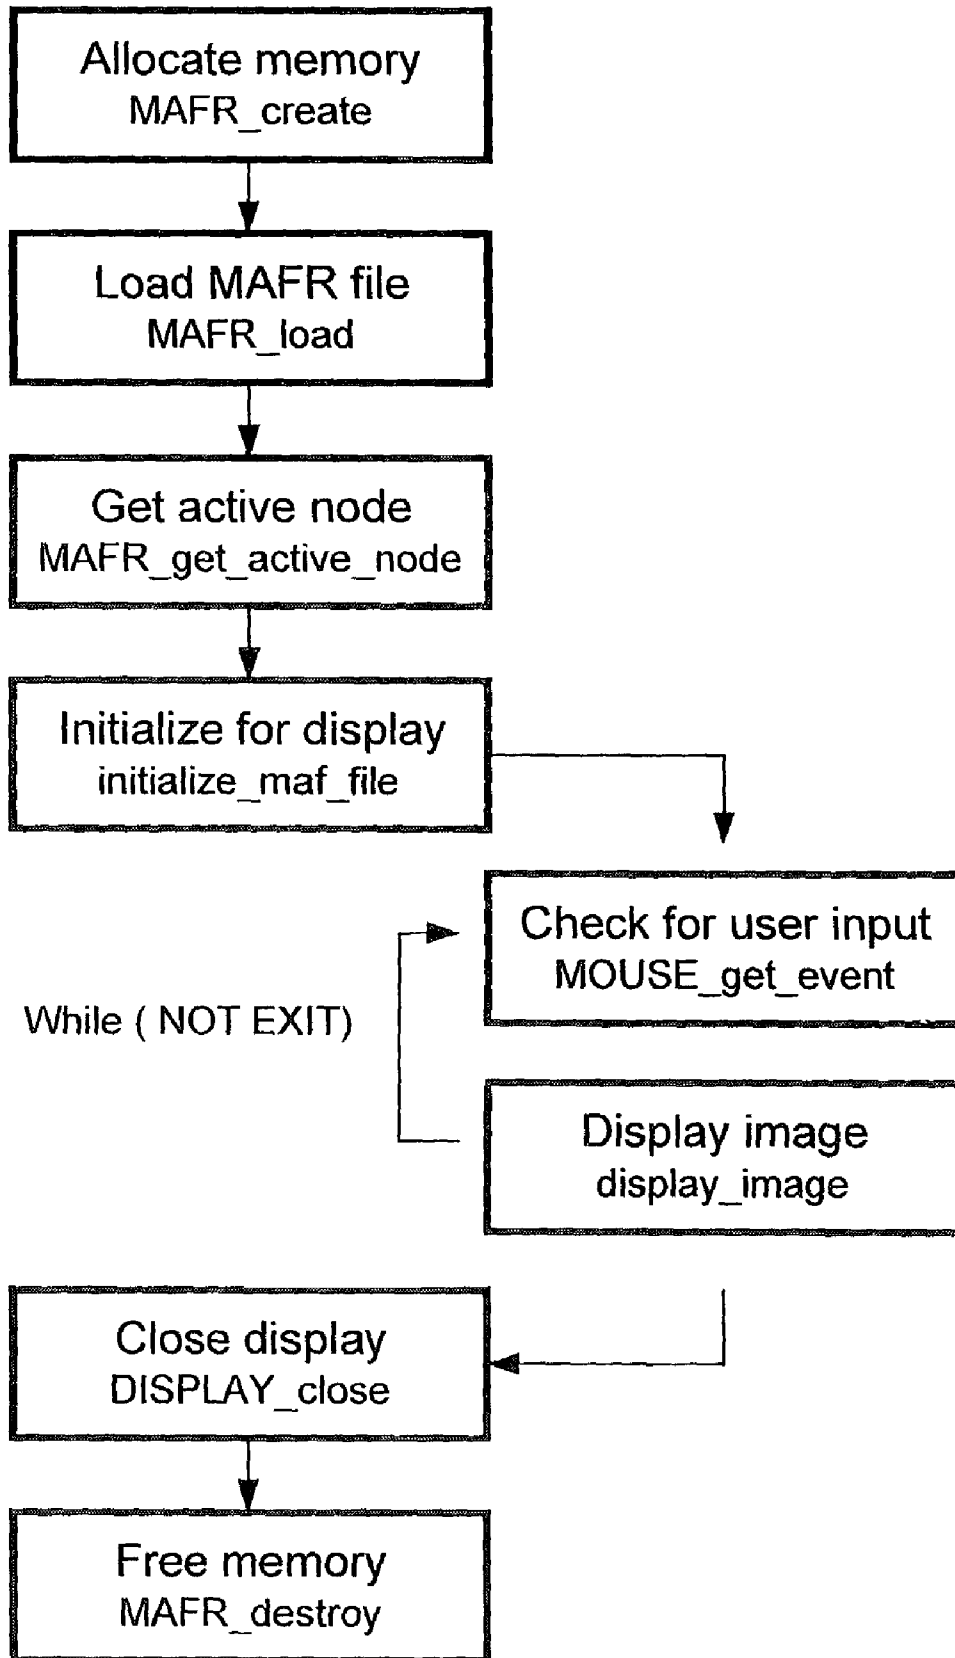 Allocate memory
MAFR_create
Load MAFR file
MAFR_load
Get active node
MAFR_get_active_node
Initialize for display
initialize_maf_file
Check for user input
MOUSE_get_event
While ( NOT EXIT)
Display image
display_image
Close display
DISPLAY_close
Free memory
MAFR_destroy